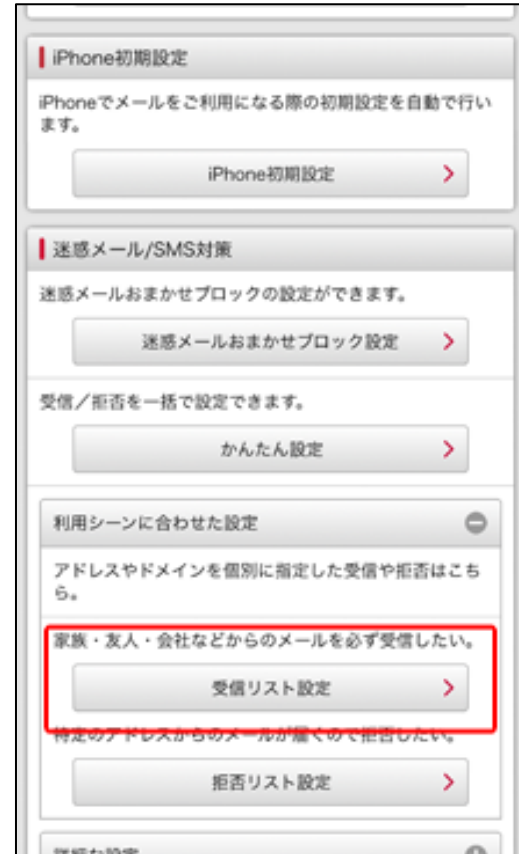 iPhone初期設定
iPhoneでメールをご利用になる際の初期設定を自動で行い
ます。
iPhone初期設定
迷惑メール/SMS対策
迷惑メールおまかせブロックの設定ができます。
迷惑メールおまかせブロック設定
受信／拒否を一括で設定できます。
かんたん設定
利用シーンに合わせた設定
アドレスやドメインを個別に指定した受信や拒否はこち
ら。
家族・友人・会社などからのメールを必ず受信したい。
受信リスト設定
特定のアドレスからのメールが届くので拒否したい。
拒否リスト設定
詳細な設定